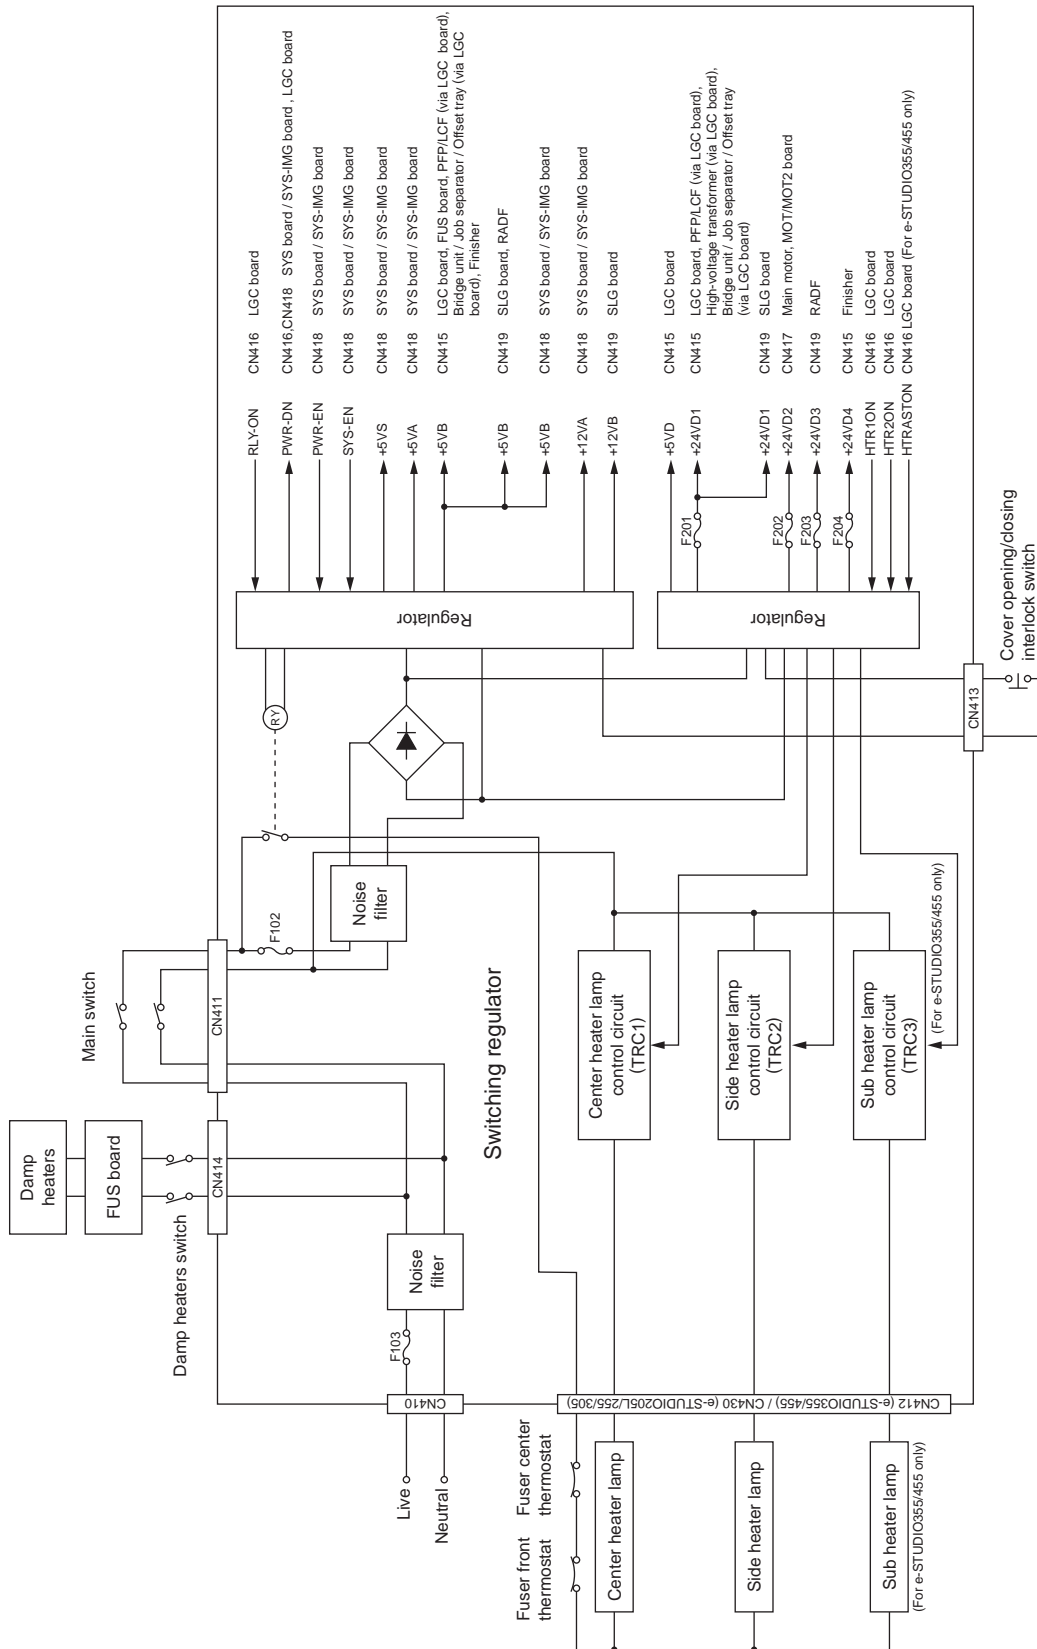 Live
Neutral
CN410
F103
Noise
filter
Damp heaters switch
CN414
FUS board
Damp
heaters
Main switch
CN411
F102
Noise
filter
RY
Switching regulator
Regulator
RLY-ON CN416 LGC board
PWR-DN CN416,CN418 SYS board / SYS-IMG board , LGC board
PWR-EN CN418 SYS board / SYS-IMG board
SYS-EN CN418 SYS board / SYS-IMG board
+5VS CN418 SYS board / SYS-IMG board
+5VA CN418 SYS board / SYS-IMG board
+5VB CN415 LGC board, FUS board, PFP/LCF (via LGC board),
Bridge unit / Job separator / Offset tray (via LGC
board), Finisher
+5VB CN419 SLG board, RADF
+5VB CN418 SYS board / SYS-IMG board
+12VA CN418 SYS board / SYS-IMG board
+12VB CN419 SLG board
Regulator
+5VD CN415 LGC board
F201
+24VD1 CN415 LGC board, PFP/LCF (via LGC board),
High-voltage transformer (via LGC board),
Bridge unit / Job separator / Offset tray
(via LGC board)
+24VD1 CN419 SLG board
F202
+24VD2 CN417 Main motor, MOT/MOT2 board
F203
+24VD3 CN419 RADF
F204
+24VD4 CN415 Finisher
HTR1ON CN416 LGC board
HTR2ON CN416 LGC board
HTRASTON CN416 LGC board (For e-STUDIO355/455 only)
CN413
Cover opening/closing
interlock switch
Fuser front
thermostat
Fuser center
thermostat
CN412 (e-STUDIO355/455) / CN430 (e-STUDIO205L/255/305)
Center heater lamp
Center heater lamp
control circuit
(TRC1)
Side heater lamp
Side heater lamp
control circuit
(TRC2)
Sub heater lamp
(For e-STUDIO355/455 only)
Sub heater lamp
control circuit
(TRC3)
(For e-STUDIO355/455 only)